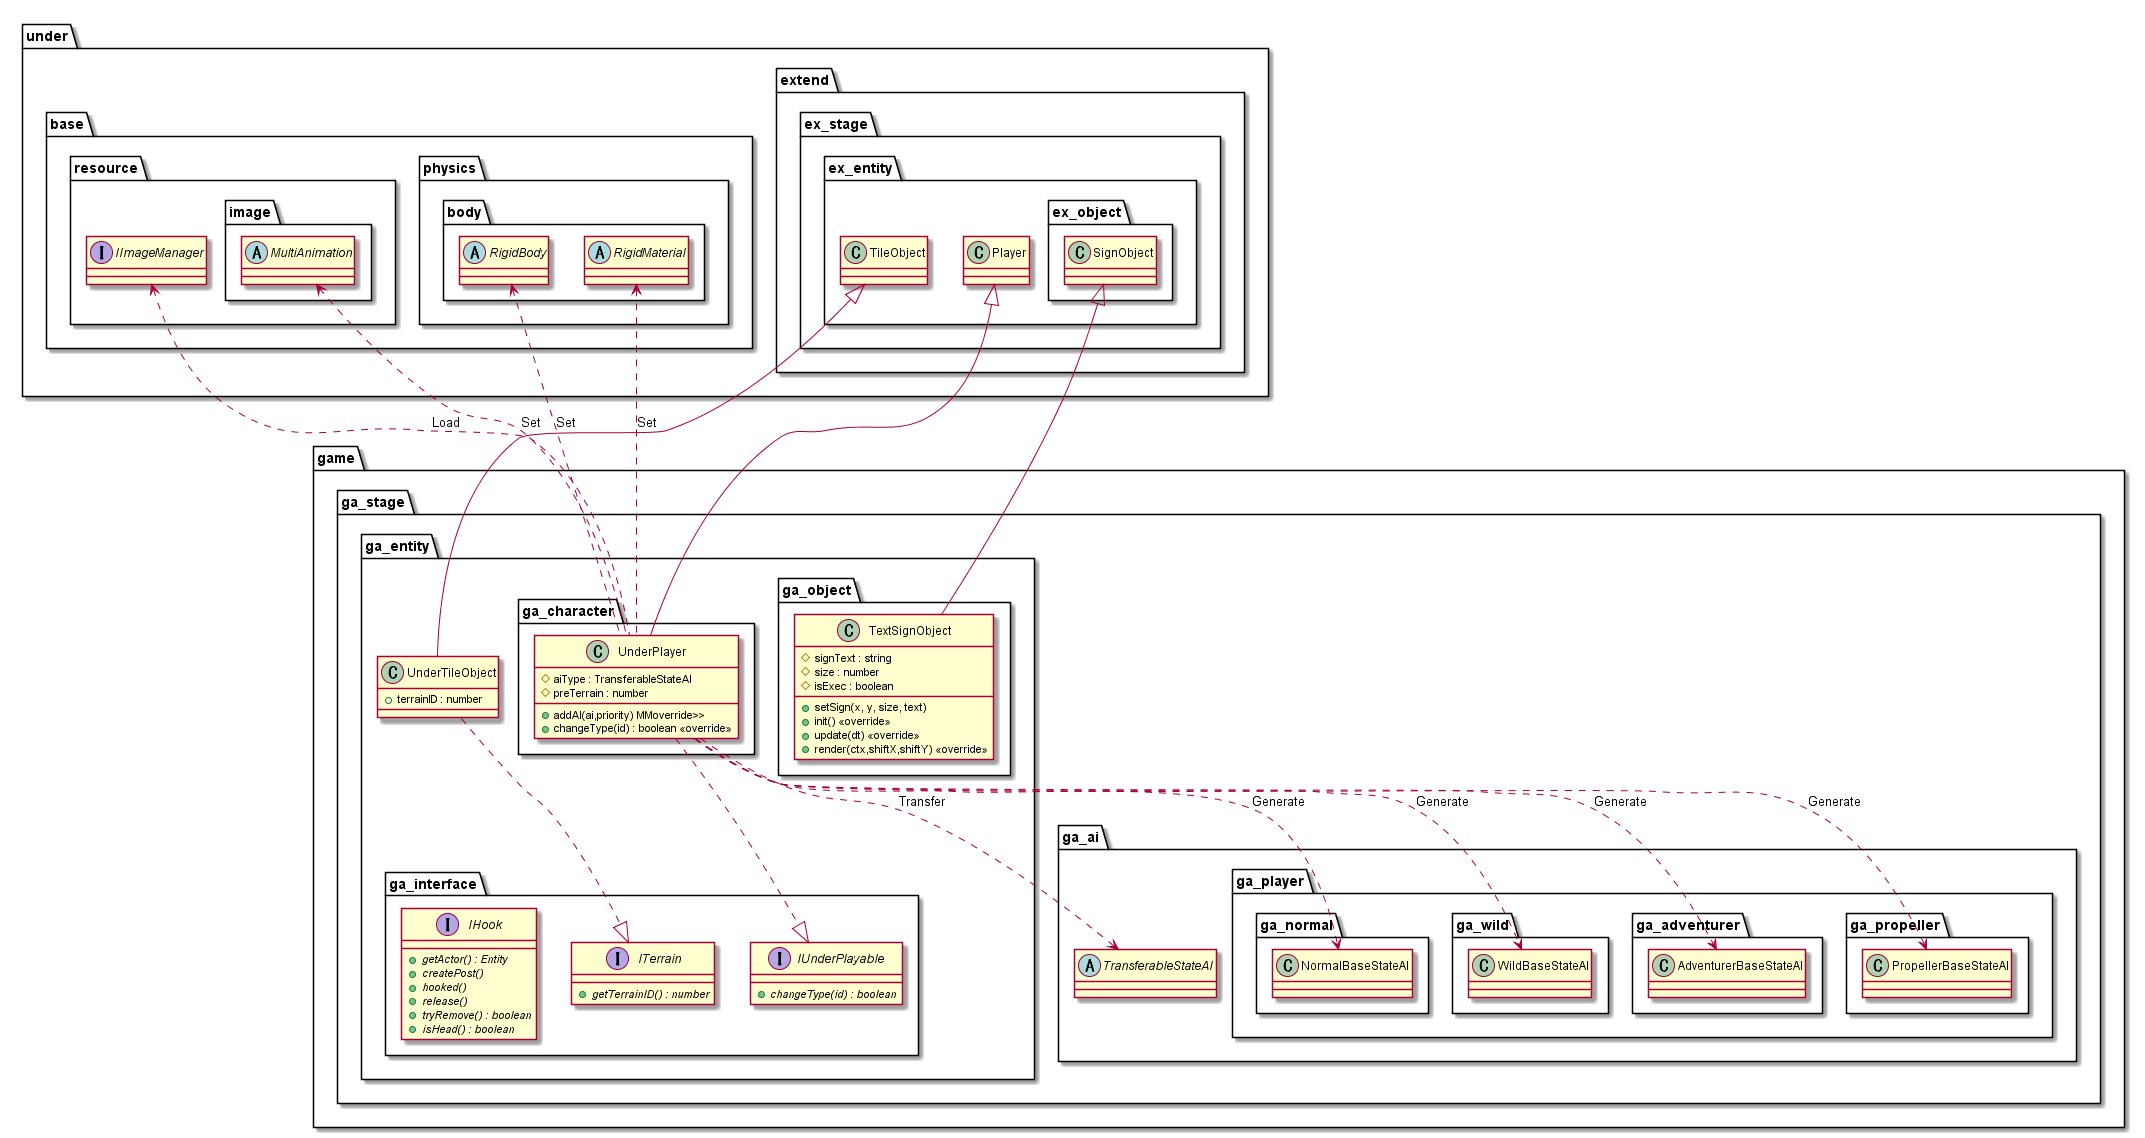 under
extend
base
ex_stage
resource
physics
ex_entity
image
body
ex_object
I IImageManager
A MultiAnimation
A RigidBody
A RigidMaterial
C TileObject
C Player
C SignObject
Load
Set
Set
Set
game
ga_stage
ga_entity
ga_character
ga_object
C UnderTileObject
terrainID : number
C UnderPlayer
aiType : TransferableStateAI
preTerrain : number
addAI(ai,priority) MMoverride>>
changeType(id) : boolean «override»
C TextSignObject
signText : string
size : number
isExec : boolean
setSign(x, y, size, text)
init() «override»
update(dt) «override»
render(ctx,shiftX,shiftY) «override»
Transfer
Generate
Generate
Generate
Generate
ga_ai
ga_interface
ga_player
ga_normal
ga_wild
ga_adventurer
ga_propeller
I IHook
getActor() : Entity
createPost()
hooked()
release()
tryRemove() : boolean
isHead() : boolean
I ITerrain
getTerrainID() : number
I IUnderPlayable
changeType(id) : boolean
A TransferableStateAI
C NormalBaseStateAI
C WildBaseStateAI
C AdventurerBaseStateAI
C PropellerBaseStateAI